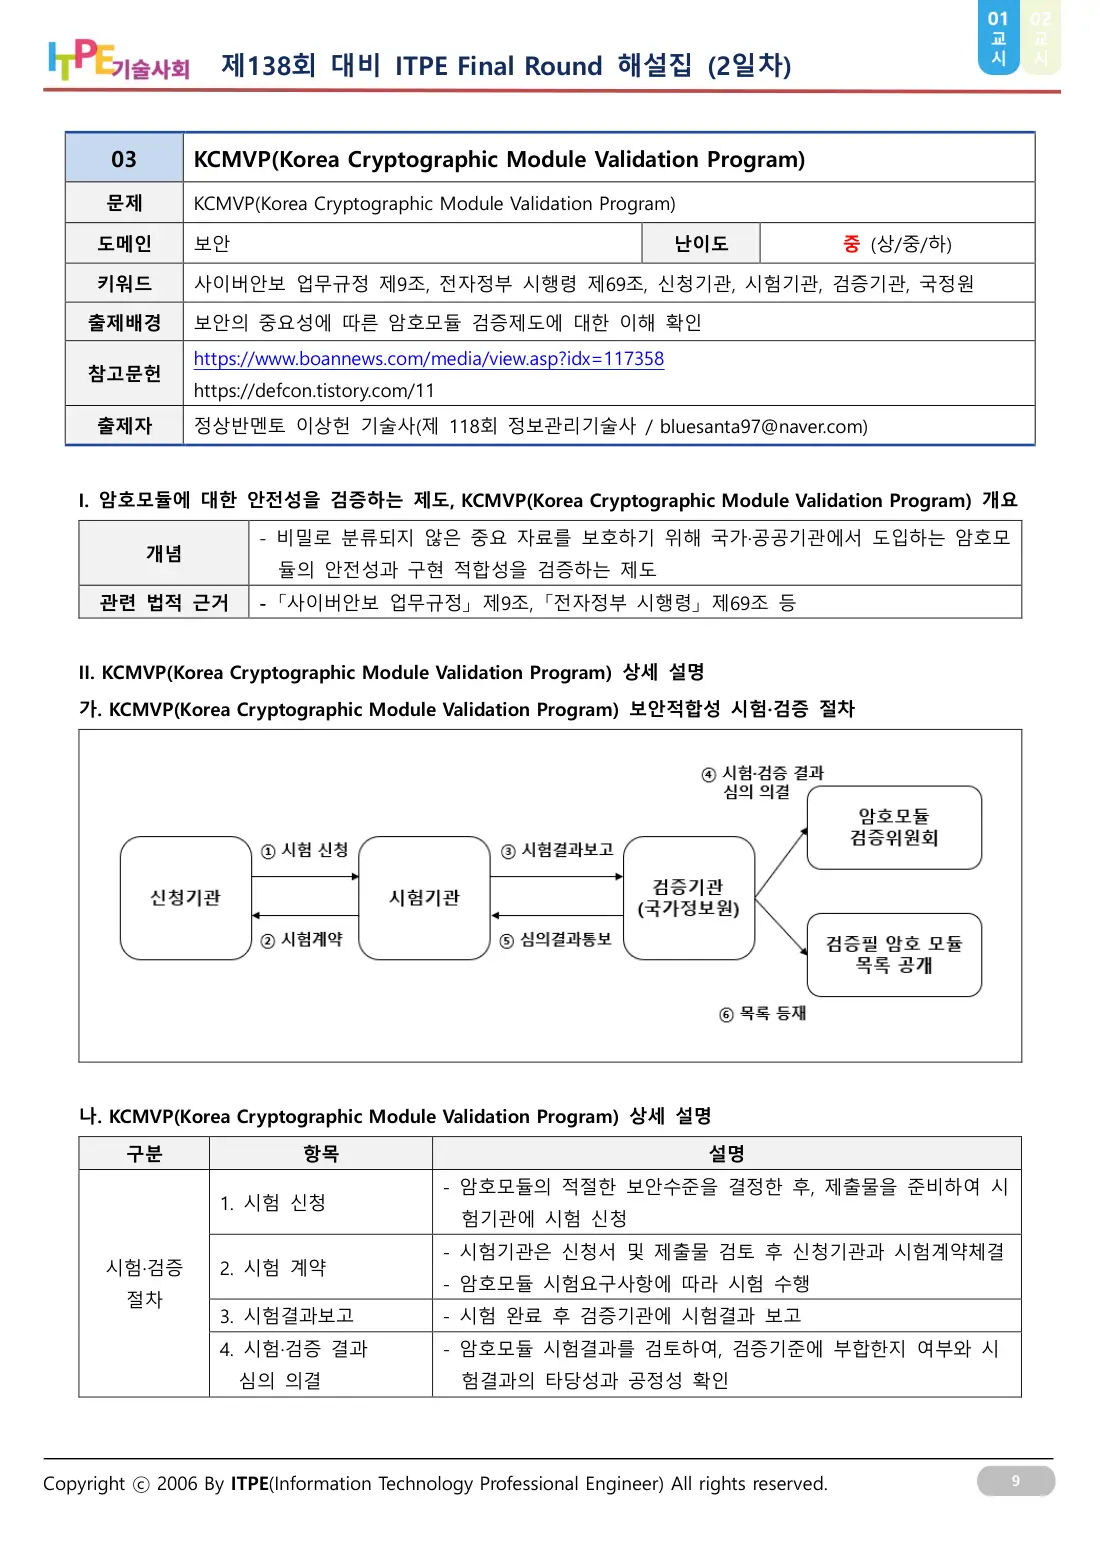 01
교
시
02
교
시
ITPE기술사회
제138회 대비 ITPE Final Round 해설집 (2일차)
03
KCMVP(Korea Cryptographic Module Validation Program)
문제
KCMVP(Korea Cryptographic Module Validation Program)
도메인
보안
난이도
중 (상/중/하)
키워드
사이버안보 업무규정 제9조, 전자정부 시행령 제69조, 신청기관, 시험기관, 검증기관, 국정원
출제배경
보안의 중요성에 따른 암호모듈 검증제도에 대한 이해 확인
참고문헌
https://www.boannews.com/media/view.asp?idx=117358
https://defcon.tistory.com/11
출제자
정상반멘토 이상헌 기술사(제 118회 정보관리기술사 / bluesanta97@naver.com)
I. 암호모듈에 대한 안전성을 검증하는 제도, KCMVP(Korea Cryptographic Module Validation Program) 개요
개념
- 비밀로 분류되지 않은 중요 자료를 보호하기 위해 국가·공공기관에서 도입하는 암호모
듈의 안전성과 구현 적합성을 검증하는 제도
관련 법적 근거
-「사이버안보 업무규정」제9조,「전자정부 시행령」제69조 등
II. KCMVP(Korea Cryptographic Module Validation Program) 상세 설명
가. KCMVP(Korea Cryptographic Module Validation Program) 보안적합성 시험·검증 절차
④ 시험·검증 결과
심의 의결
암호모듈
검증위원회
① 시험 신청
③ 시험결과보고
신청기관
시험기관
검증기관
(국가정보원)
② 시험계약
⑤ 심의결과통보
검증필 암호 모듈
목록 공개
⑥ 목록 등재
나. KCMVP(Korea Cryptographic Module Validation Program) 상세 설명
구분
항목
설명
시험·검증
절차
1. 시험 신청
- 암호모듈의 적절한 보안수준을 결정한 후, 제출물을 준비하여 시
험기관에 시험 신청
2. 시험 계약
- 시험기관은 신청서 및 제출물 검토 후 신청기관과 시험계약체결
- 암호모듈 시험요구사항에 따라 시험 수행
3. 시험결과보고
- 시험 완료 후 검증기관에 시험결과 보고
4. 시험·검증 결과
심의 의결
- 암호모듈 시험결과를 검토하여, 검증기준에 부합한지 여부와 시
험결과의 타당성과 공정성 확인
Copyright ⓒ 2006 By ITPE(Information Technology Professional Engineer) All rights reserved.
9